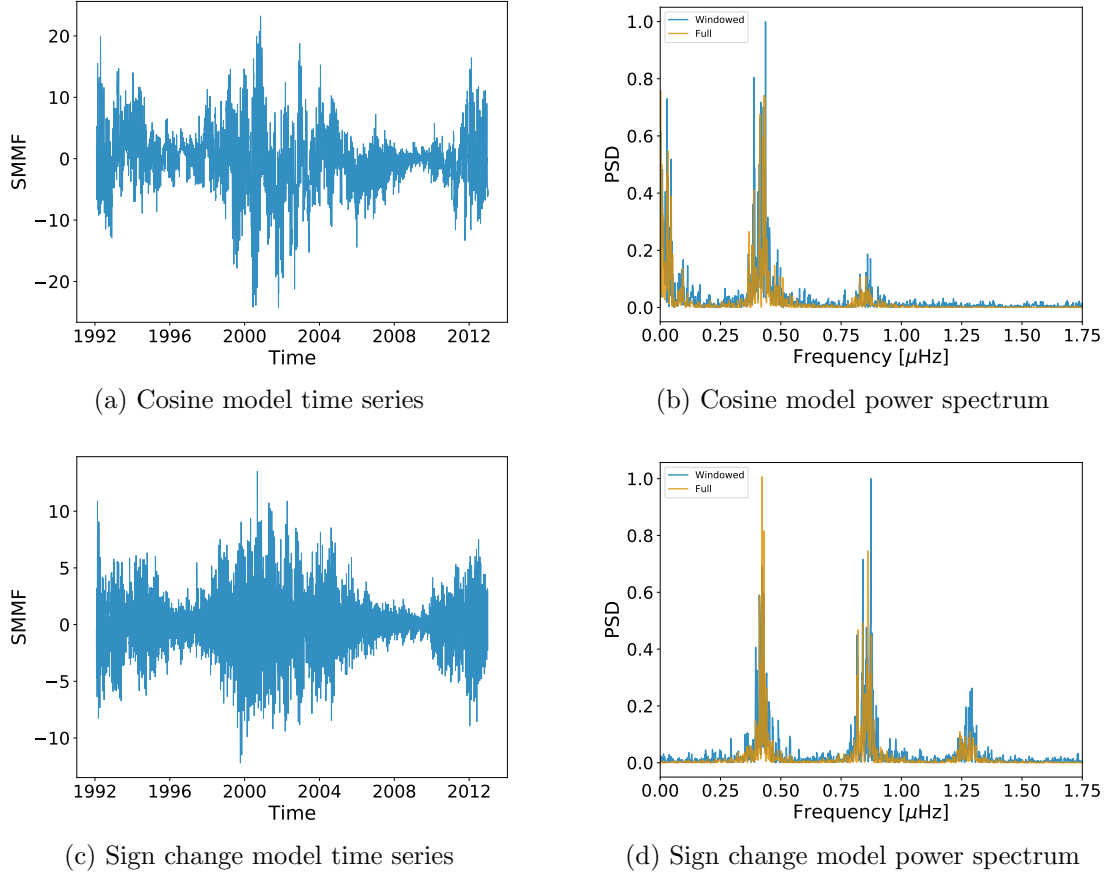 20
10
0
−10
−20
SMMF
1992 1996 2000 2004 2008 2012
Time
(a) Cosine model time series
Windowed
Full
1.0
0.8
0.6
0.4
0.2
0.0
PSD
0.00 0.25 0.50 0.75 1.00 1.25 1.50 1.75
Frequency [μHz]
(b) Cosine model power spectrum
10
5
0
−5
−10
SMMF
1992 1996 2000 2004 2008 2012
Time
(c) Sign change model time series
Windowed
Full
1.0
0.8
0.6
0.4
0.2
0.0
PSD
0.00 0.25 0.50 0.75 1.00 1.25 1.50 1.75
Frequency [μHz]
(d) Sign change model power spectrum